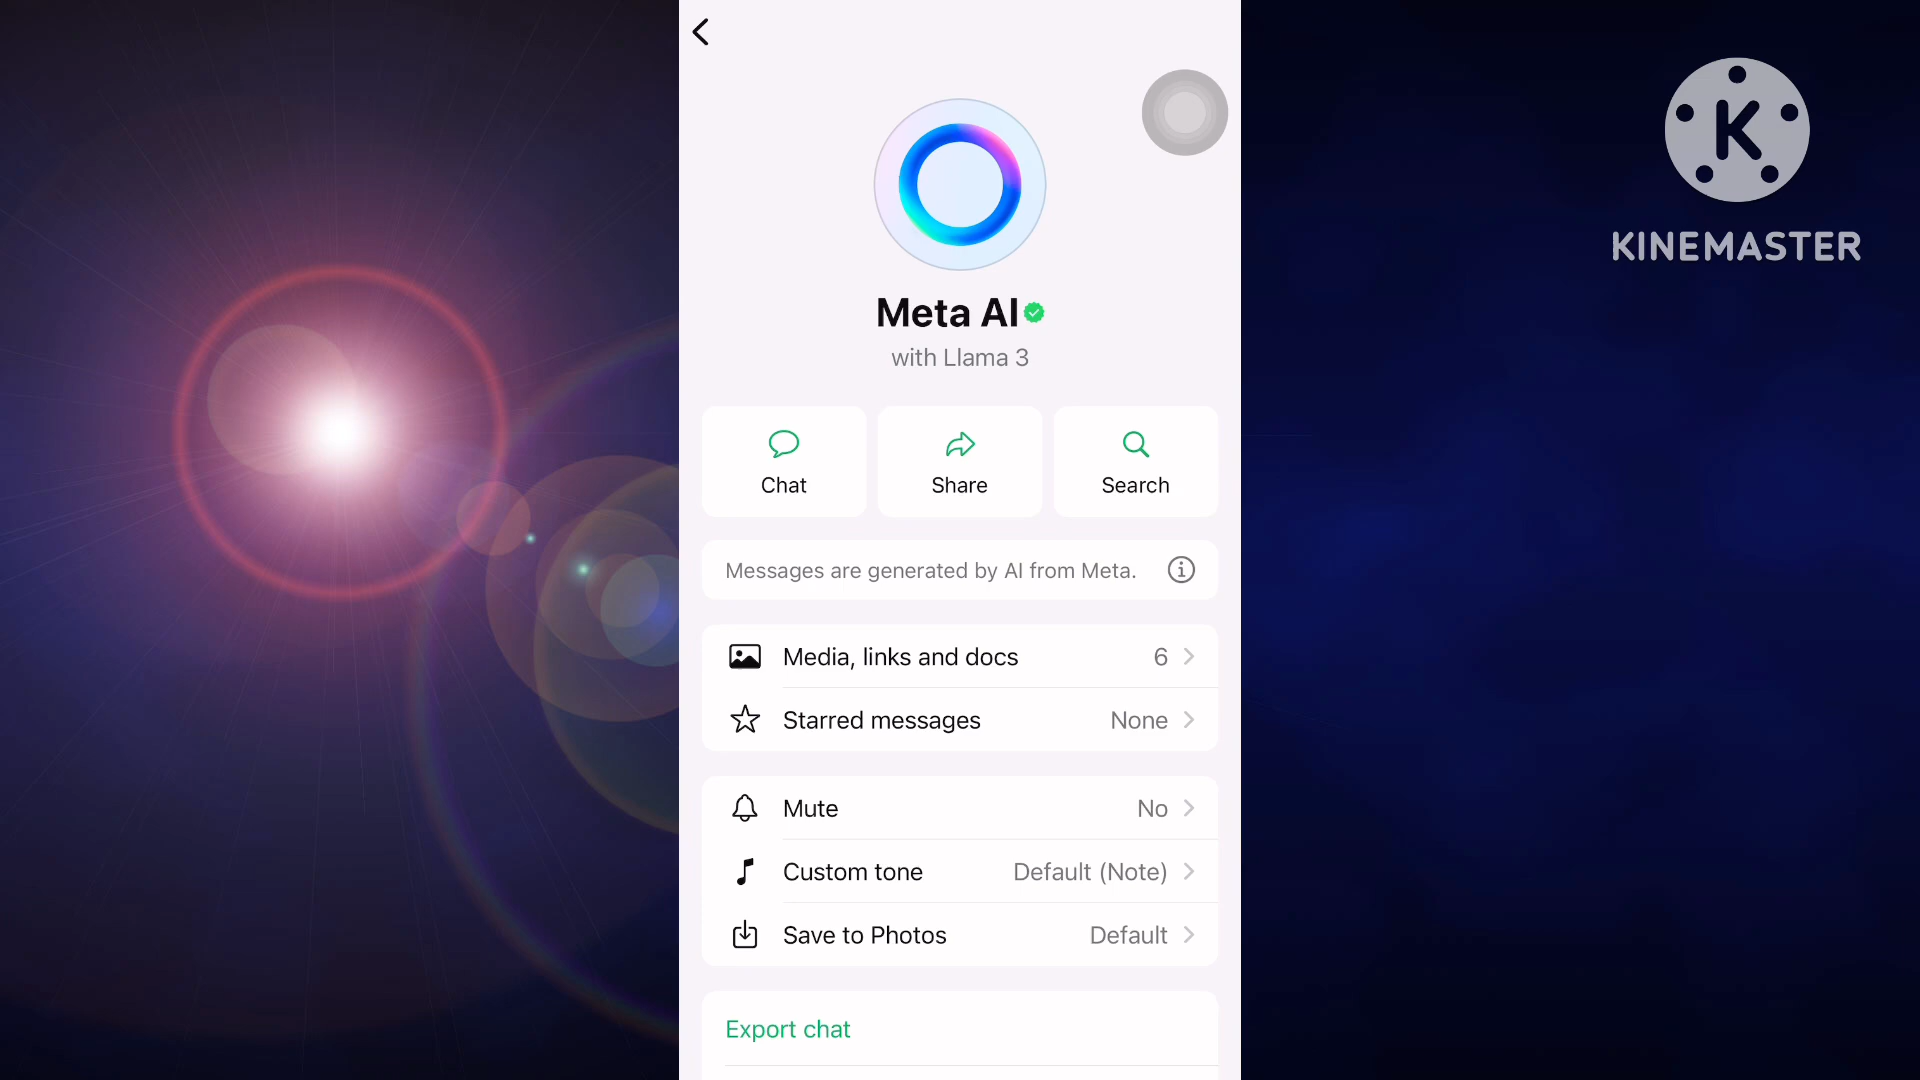 K
KINEMASTER
Meta AI
with Llama 3
Chat
Share
Search
Messages are generated by AI from Meta.
Media, links and docs 6
Starred messages None
Mute No
Custom tone Default (Note)
Save to Photos Default
Export chat